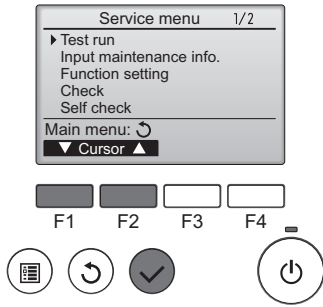 Service menu 1/2
Test run
Input maintenance info.
Function setting
Check
Self check
Main menu:
Cursor
F1 F2 F3 F4